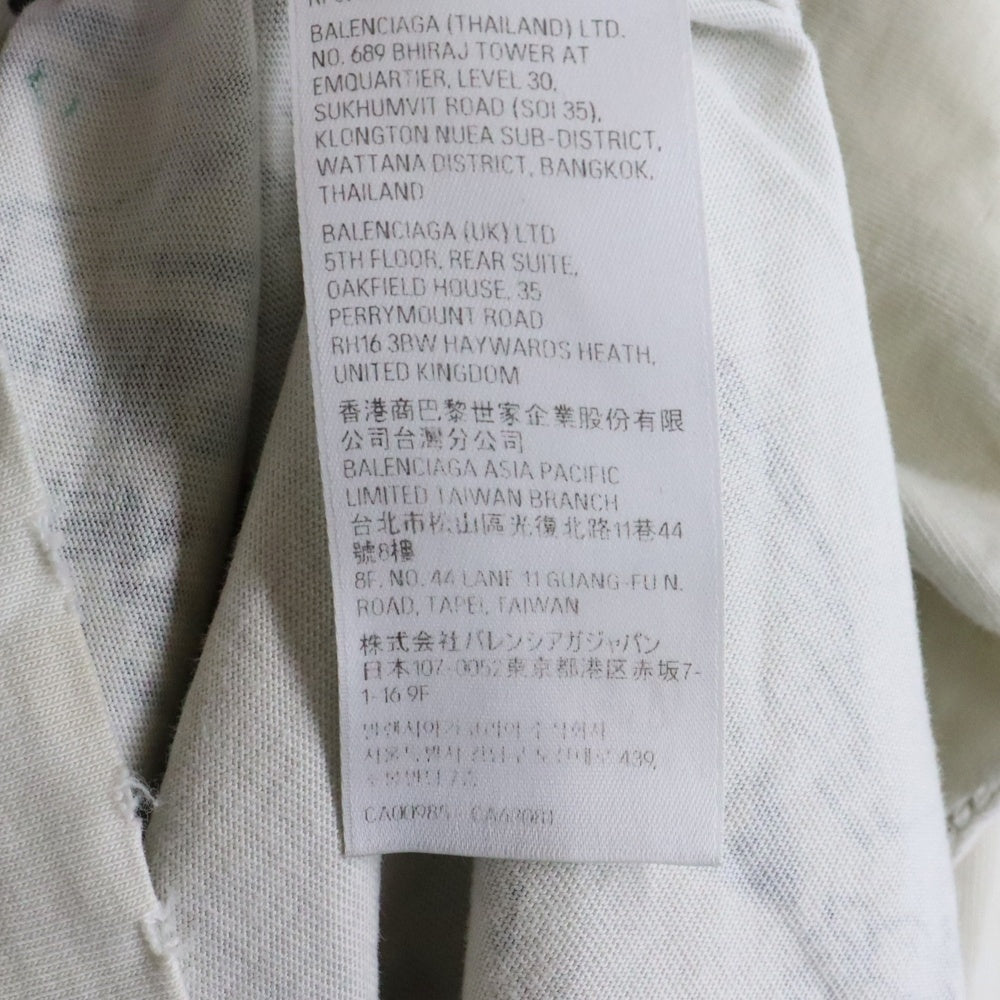 BALENCIAGA (THAILAND) LTD.
NO. 689 BHIRAJ TOWER AT
EMQUARTIER, LEVEL 30,
SUKHUMVIT ROAD (SOI 35),
KLONGTON NUEA SUB-DISTRICT,
WATTANA DISTRICT, BANGKOK,
THAILAND
BALENCIAGA (UK) LTD
5TH FLOOR, REAR SUITE,
OAKFIELD HOUSE, 35
PERRYMOUNT ROAD
RH16 3BW HAYWARDS HEATH,
UNITED KINGDOM
香港商巴黎世家企業股份有限
公司台灣分公司
BALENCIAGA ASIA PACIFIC
LIMITED TAIWAN BRANCH
台北市松山區光復北路11巷44
號8樓
8F, NO. 44 LANE 11 GUANG-FU N.
ROAD, TAPEI, TAIWAN
株式会社バレンシアガジャパン
日本107-0052東京都港区赤坂7-
1-16 9F
439,
CA00985 - CA63081